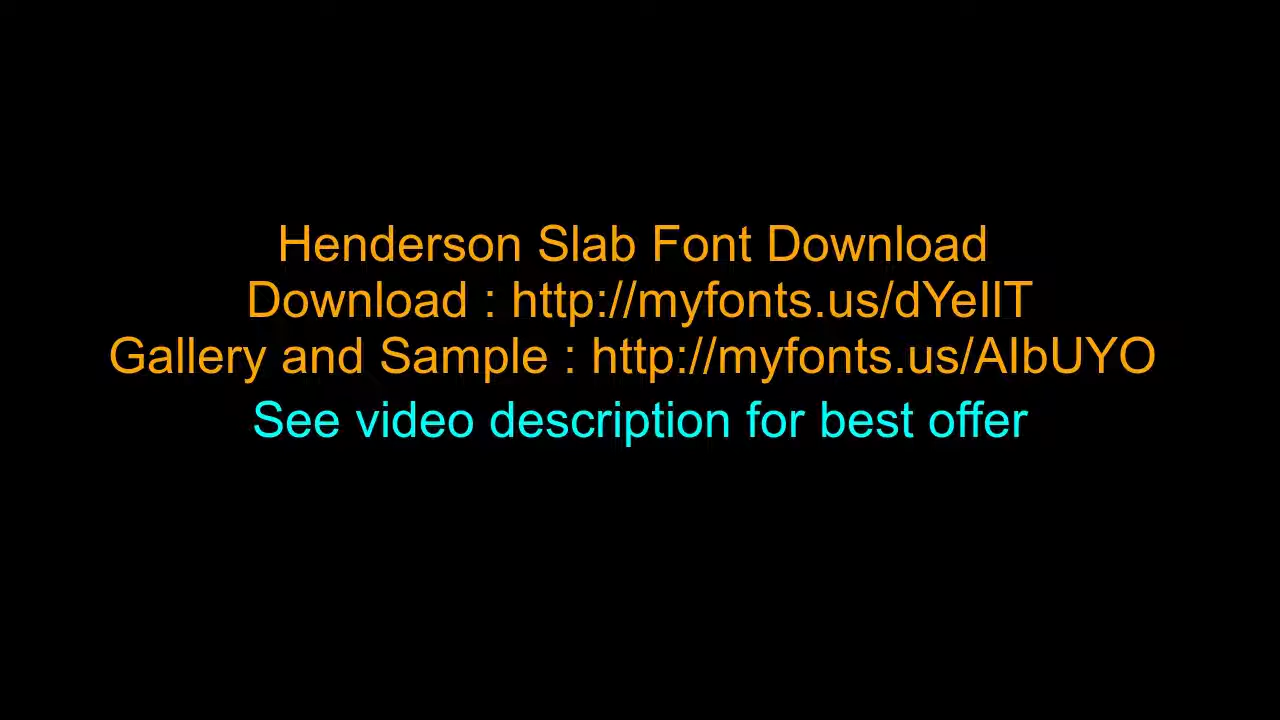 Henderson Slab Font Download
Download : http://myfonts.us/dYeIlT
Gallery and Sample : http://myfonts.us/AIbUYO
See video description for best offer